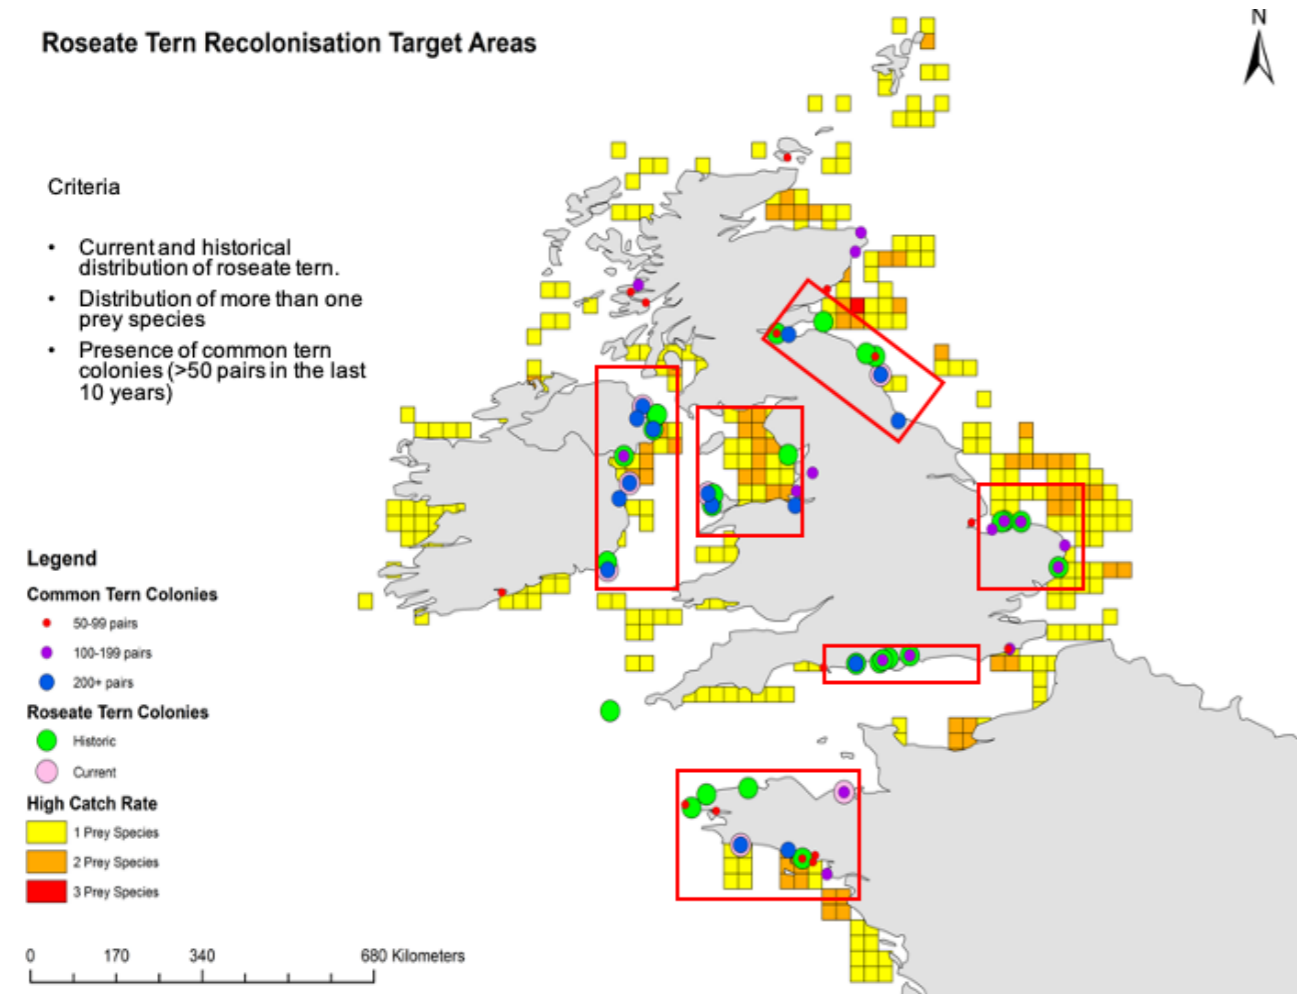 Roseate Tern Recolonisation Target Areas
N
Criteria
• Current and historical
distribution of roseate tern.
• Distribution of more than one
prey species
• Presence of common tern
colonies (>50 pairs in the last
10 years)
Legend
Common Tern Colonies
50-99 pairs
100-199 pairs
200+ pairs
Roseate Tern Colonies
Historic
Current
High Catch Rate
1 Prey Species
2 Prey Species
3 Prey Species
0 170 340 680 Kilometers